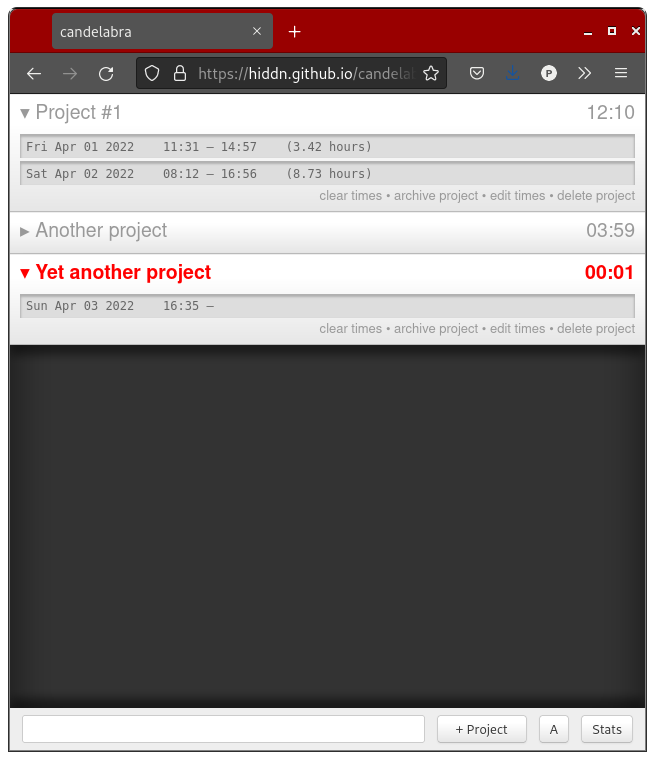 candelabra
https://hiddn.github.io/candelab
P
▾ Project #1 12:10
Fri Apr 01 2022 11:31 — 14:57 (3.42 hours)
Sat Apr 02 2022 08:12 — 16:56 (8.73 hours)
clear times • archive project • edit times • delete project
▸ Another project 03:59
▾ Yet another project 00:01
Sun Apr 03 2022 16:35 —
clear times • archive project • edit times • delete project
+ Project A Stats